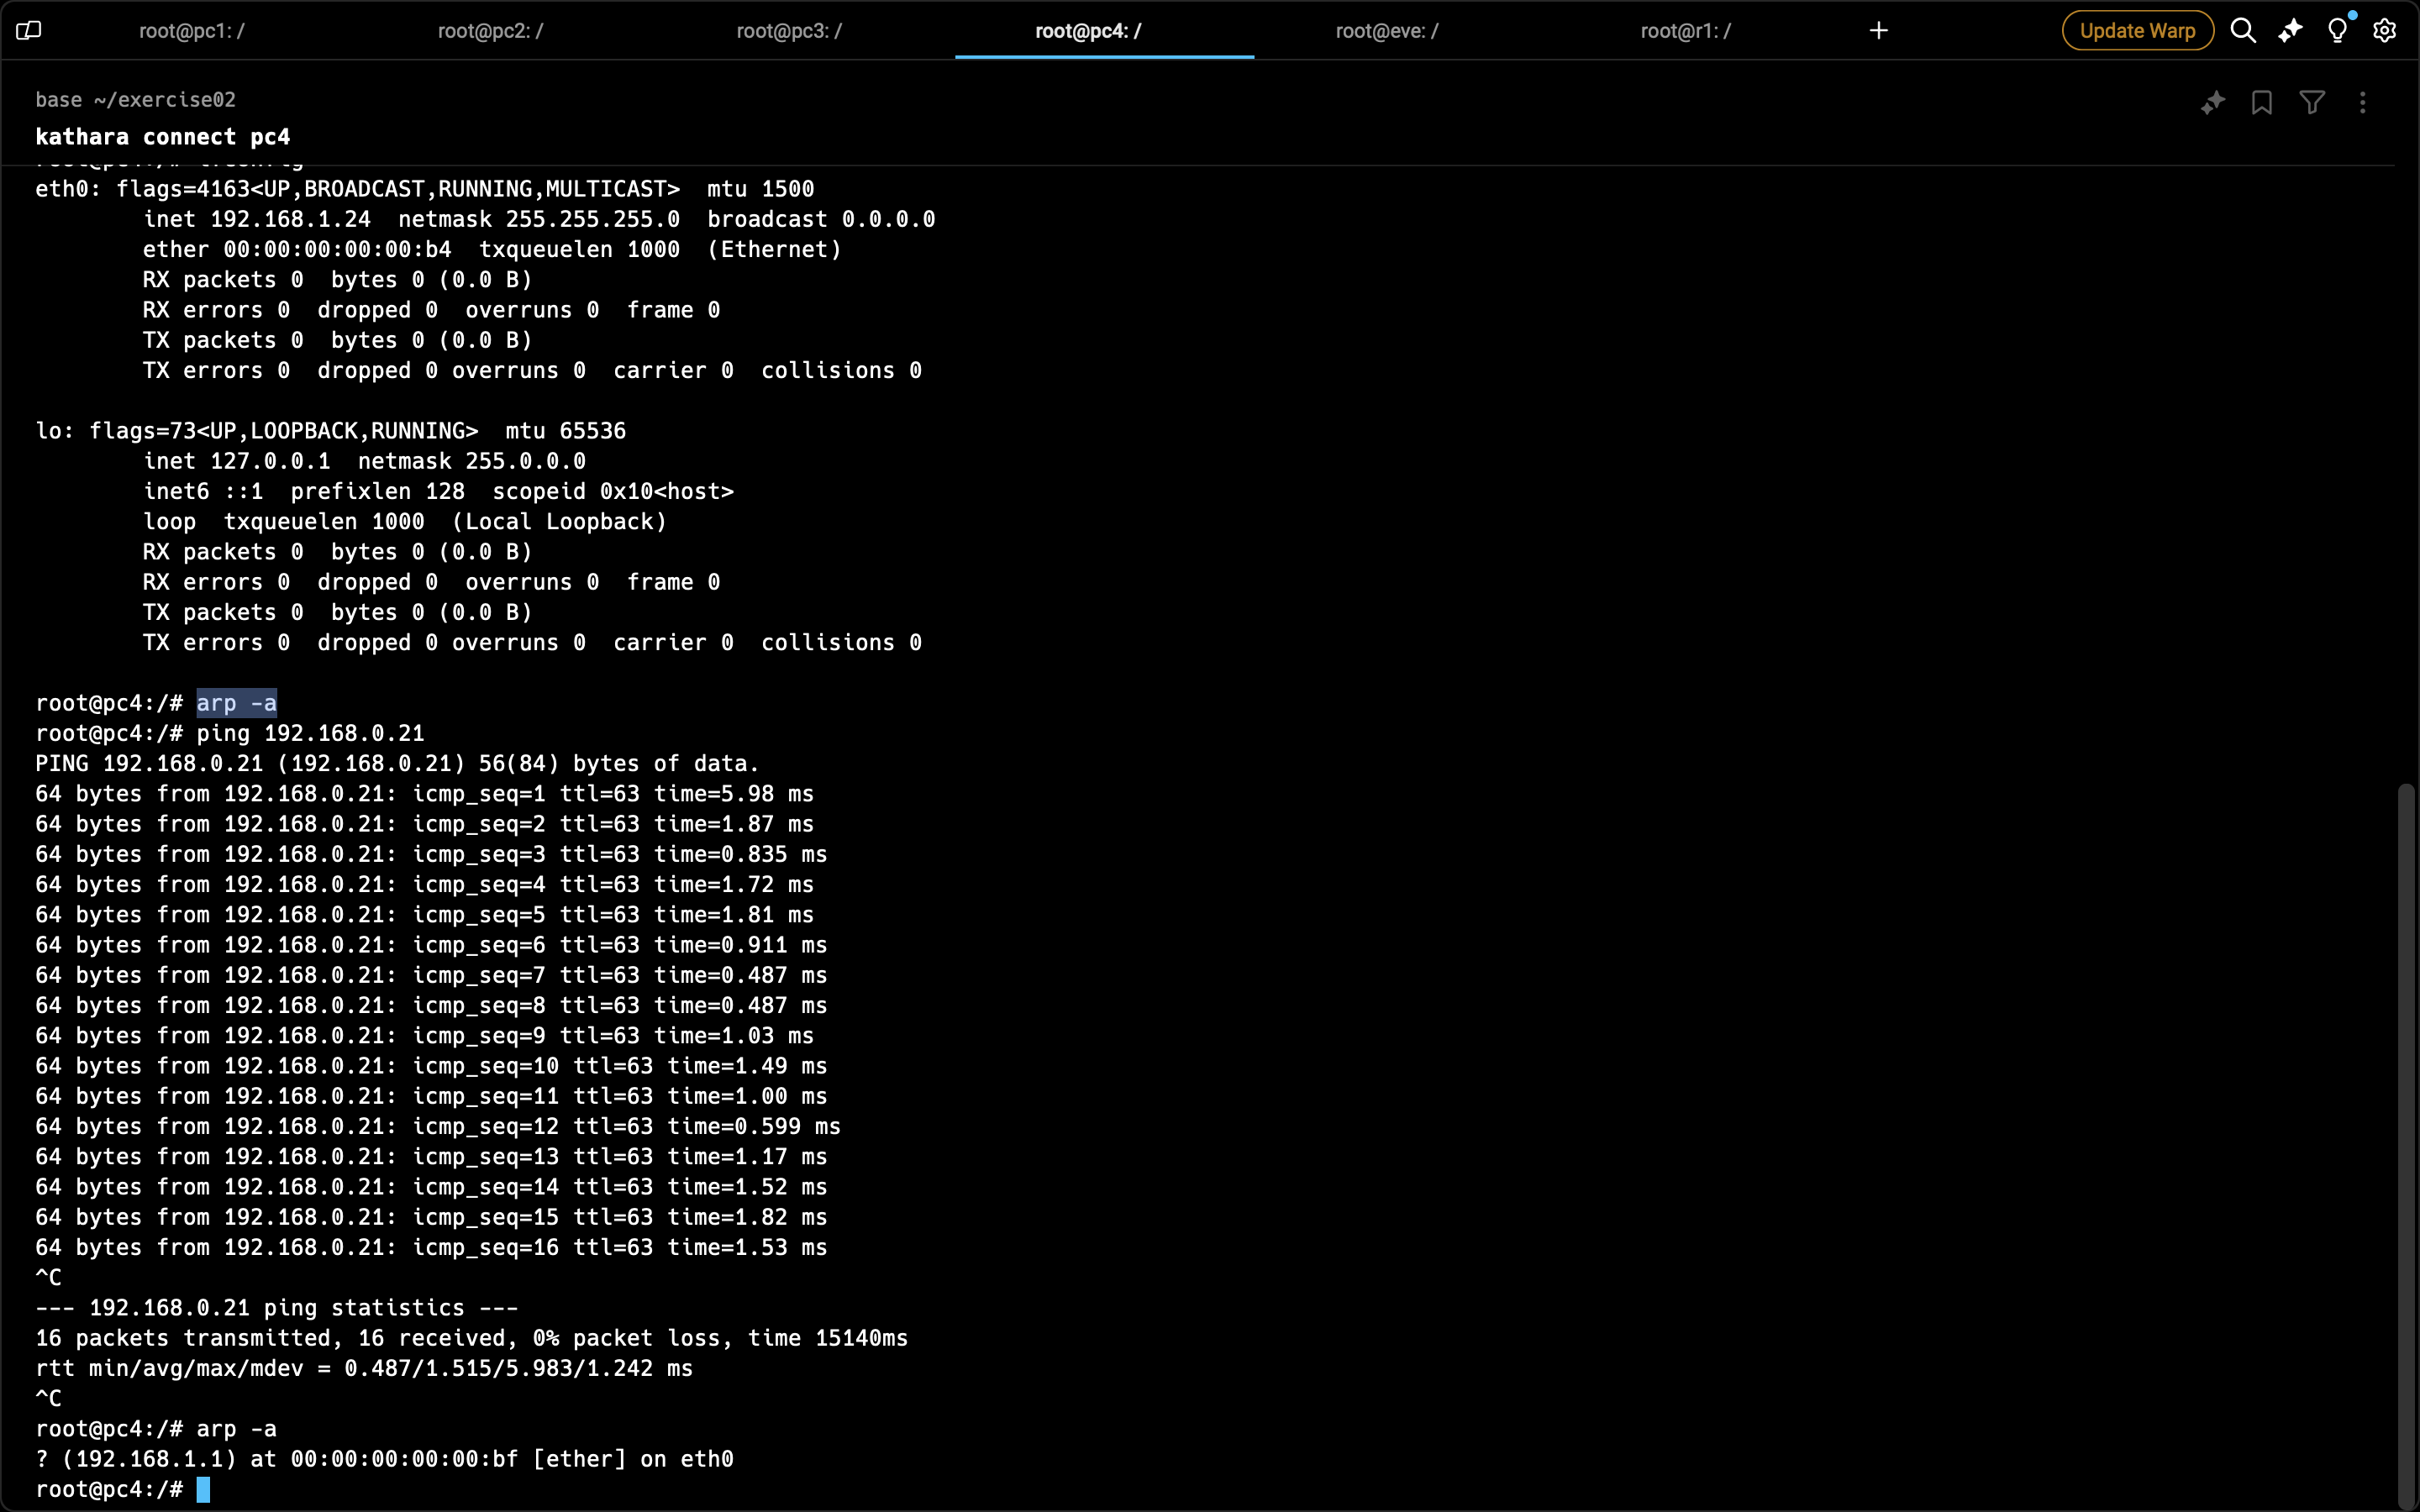 root@pc1: /
root@pc2: /
root@pc3: /
root@pc4: /
root@eve: /
root@r1: /
+
Update Warp
base ~/exercise02
kathara connect pc4
eth0: flags=4163<UP,BROADCAST,RUNNING,MULTICAST>  mtu 1500
        inet 192.168.1.24  netmask 255.255.255.0  broadcast 0.0.0.0
        ether 00:00:00:00:00:b4  txqueuelen 1000  (Ethernet)
        RX packets 0  bytes 0 (0.0 B)
        RX errors 0  dropped 0  overruns 0  frame 0
        TX packets 0  bytes 0 (0.0 B)
        TX errors 0  dropped 0 overruns 0  carrier 0  collisions 0

lo: flags=73<UP,LOOPBACK,RUNNING>  mtu 65536
        inet 127.0.0.1  netmask 255.0.0.0
        inet6 ::1  prefixlen 128  scopeid 0x10<host>
        loop  txqueuelen 1000  (Local Loopback)
        RX packets 0  bytes 0 (0.0 B)
        RX errors 0  dropped 0  overruns 0  frame 0
        TX packets 0  bytes 0 (0.0 B)
        TX errors 0  dropped 0 overruns 0  carrier 0  collisions 0

root@pc4:/# arp -a
root@pc4:/# ping 192.168.0.21
PING 192.168.0.21 (192.168.0.21) 56(84) bytes of data.
64 bytes from 192.168.0.21: icmp_seq=1 ttl=63 time=5.98 ms
64 bytes from 192.168.0.21: icmp_seq=2 ttl=63 time=1.87 ms
64 bytes from 192.168.0.21: icmp_seq=3 ttl=63 time=0.835 ms
64 bytes from 192.168.0.21: icmp_seq=4 ttl=63 time=1.72 ms
64 bytes from 192.168.0.21: icmp_seq=5 ttl=63 time=1.81 ms
64 bytes from 192.168.0.21: icmp_seq=6 ttl=63 time=0.911 ms
64 bytes from 192.168.0.21: icmp_seq=7 ttl=63 time=0.487 ms
64 bytes from 192.168.0.21: icmp_seq=8 ttl=63 time=0.487 ms
64 bytes from 192.168.0.21: icmp_seq=9 ttl=63 time=1.03 ms
64 bytes from 192.168.0.21: icmp_seq=10 ttl=63 time=1.49 ms
64 bytes from 192.168.0.21: icmp_seq=11 ttl=63 time=1.00 ms
64 bytes from 192.168.0.21: icmp_seq=12 ttl=63 time=0.599 ms
64 bytes from 192.168.0.21: icmp_seq=13 ttl=63 time=1.17 ms
64 bytes from 192.168.0.21: icmp_seq=14 ttl=63 time=1.52 ms
64 bytes from 192.168.0.21: icmp_seq=15 ttl=63 time=1.82 ms
64 bytes from 192.168.0.21: icmp_seq=16 ttl=63 time=1.53 ms
^C
--- 192.168.0.21 ping statistics ---
16 packets transmitted, 16 received, 0% packet loss, time 15140ms
rtt min/avg/max/mdev = 0.487/1.515/5.983/1.242 ms
^C
root@pc4:/# arp -a
? (192.168.1.1) at 00:00:00:00:00:bf [ether] on eth0
root@pc4:/#